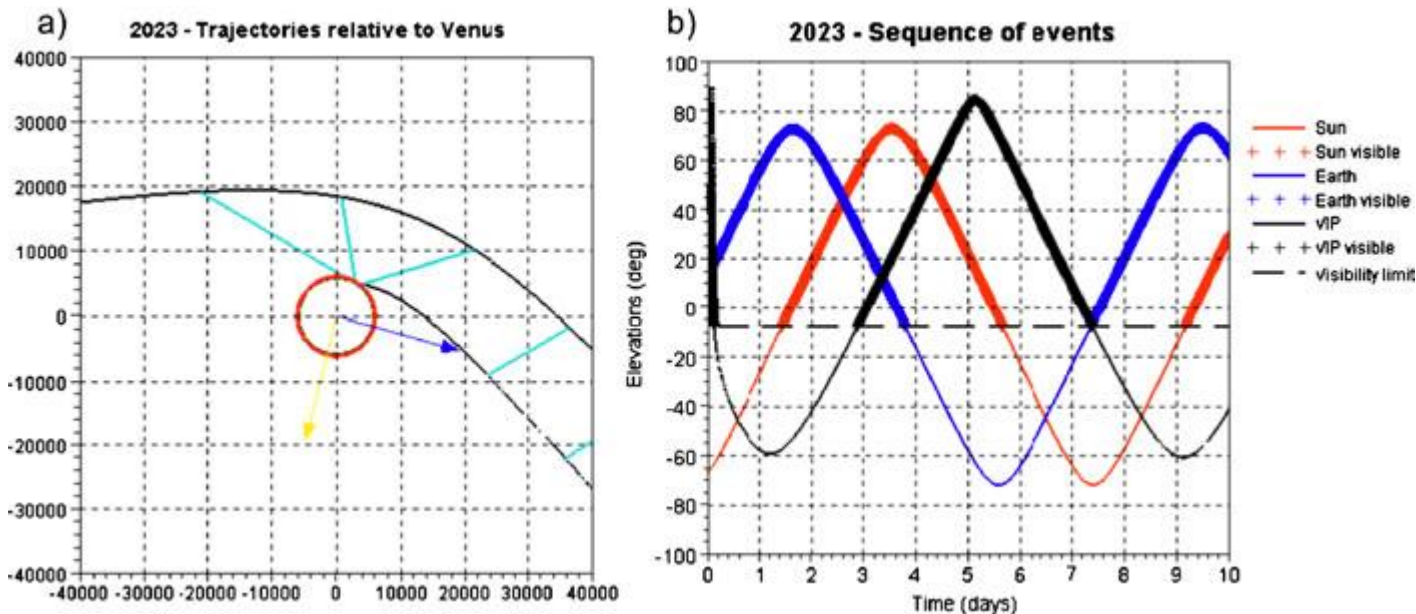 a)
2023 - Trajectories relative to Venus
40000
30000
20000
10000
0
-10000
-20000
-30000
-40000
-40000 -30000 -20000 -10000 0 10000 20000 30000 40000
b)
2023 - Sequence of events
Elevations (deg)
100
80
60
40
20
0
-20
-40
-60
-80
-100
0 1 2 3 4 5 6 7 8 9 10
Time (days)
Sun
Sun visible
Earth
Earth visible
VIP
VIP visible
Visibility limit